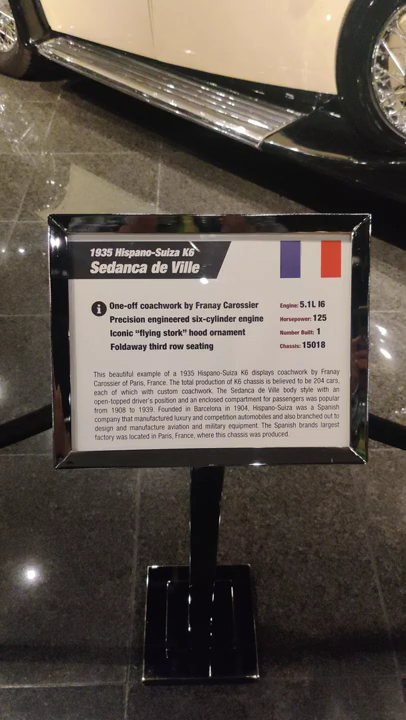 1935 Hispano-Suiza K6
Sedanca de Ville
One-off coachwork by Franay Carossier
Precision engineered six-cylinder engine
Iconic "flying stork" hood ornament
Foldaway third row seating
Engine: 5.1L I6
Horsepower: 125
Number Built: 1
Chassis: 15018
This beautiful example of a 1935 Hispano-Suiza K6 displays coachwork by Franay
Carossier of Paris, France. The total production of K6 chassis is believed to be 204 cars,
each of which with custom coachwork. The Sedanca de Ville body style with an
open-topped driver's position and an enclosed compartment for passengers was popular
from 1908 to 1939. Founded in Barcelona in 1904, Hispano-Suiza was a Spanish
company that manufactured luxury and competition automobiles and also branched out to
design and manufacture aviation and military equipment. The Spanish brands largest
factory was located in Paris, France, where this chassis was produced.